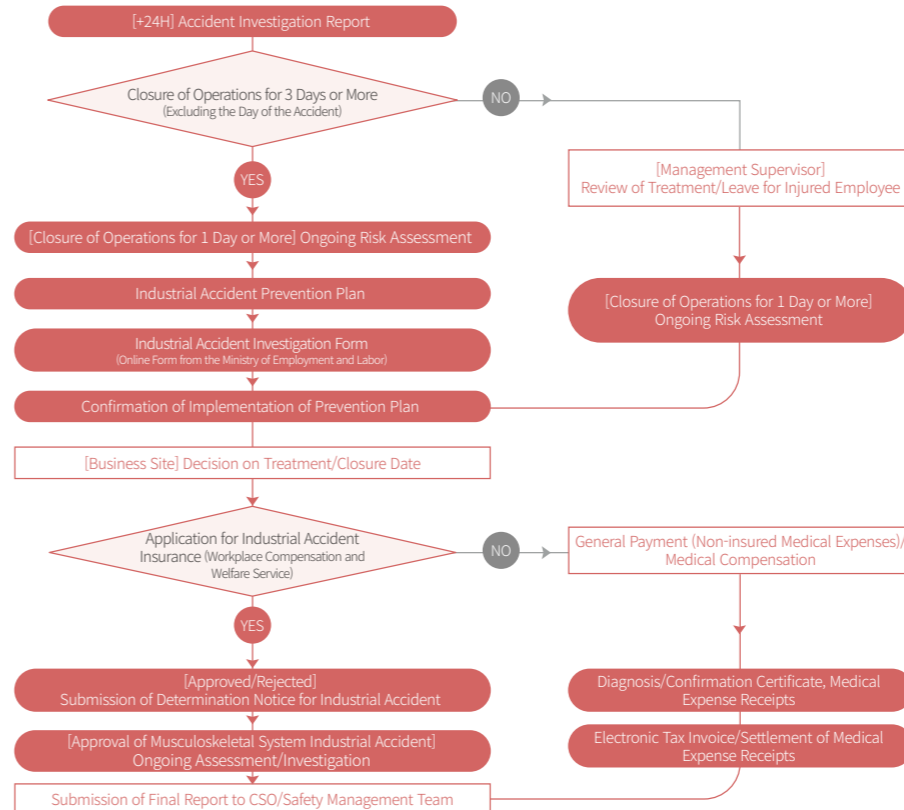 [+24H] Accident Investigation Report
Closure of Operations for 3 Days or More
(Excluding the Day of the Accident)
NO
YES
[Management Supervisor]
Review of Treatment/Leave for Injured Employee
[Closure of Operations for 1 Day or More] Ongoing Risk Assessment
Industrial Accident Prevention Plan
[Closure of Operations for 1 Day or More]
Ongoing Risk Assessment
Industrial Accident Investigation Form
(Online Form from the Ministry of Employment and Labor)
Confirmation of Implementation of Prevention Plan
[Business Site] Decision on Treatment/Closure Date
Application for Industrial Accident
Insurance (Workplace Compensation and
Welfare Service)
NO
General Payment (Non-insured Medical Expenses)/
Medical Compensation
YES
[Approved/Rejected]
Submission of Determination Notice for Industrial Accident
Diagnosis/Confirmation Certificate, Medical
Expense Receipts
[Approval of Musculoskeletal System Industrial Accident]
Ongoing Assessment/Investigation
Electronic Tax Invoice/Settlement of Medical
Expense Receipts
Submission of Final Report to CSO/Safety Management Team